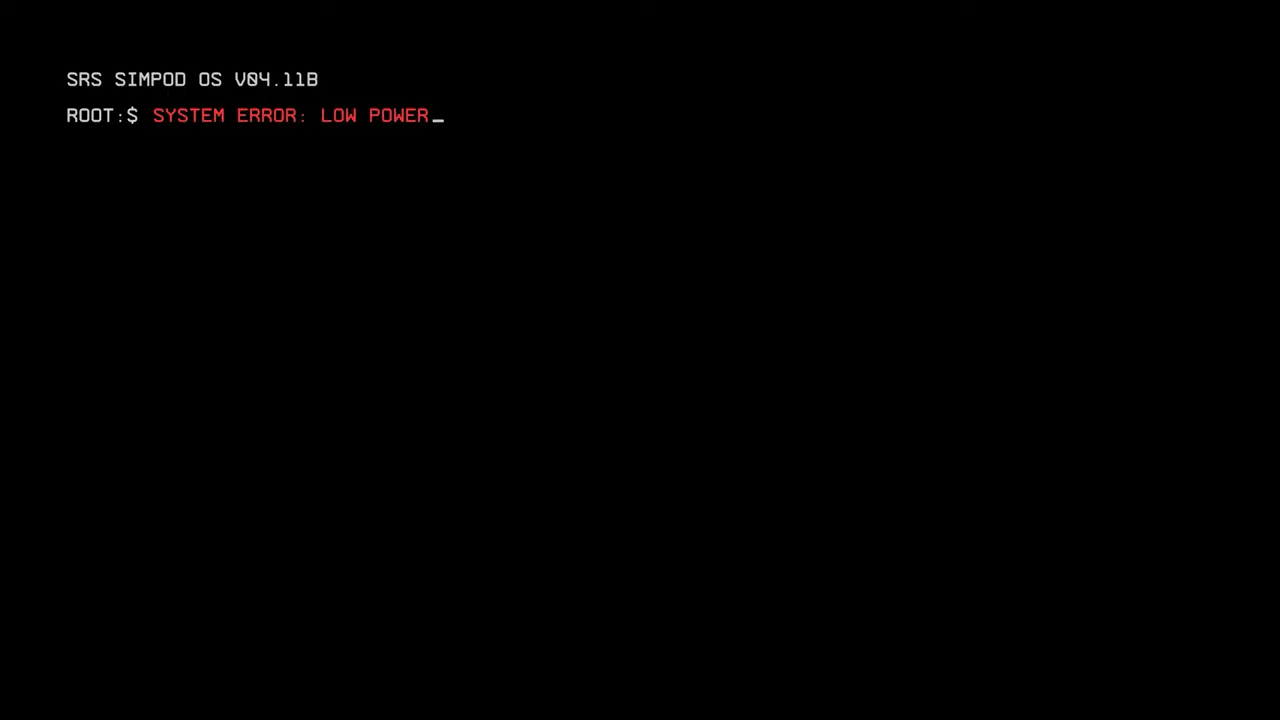 SRS SIMPOD OS V04.11B
ROOT:$ SYSTEM ERROR: LOW POWER_